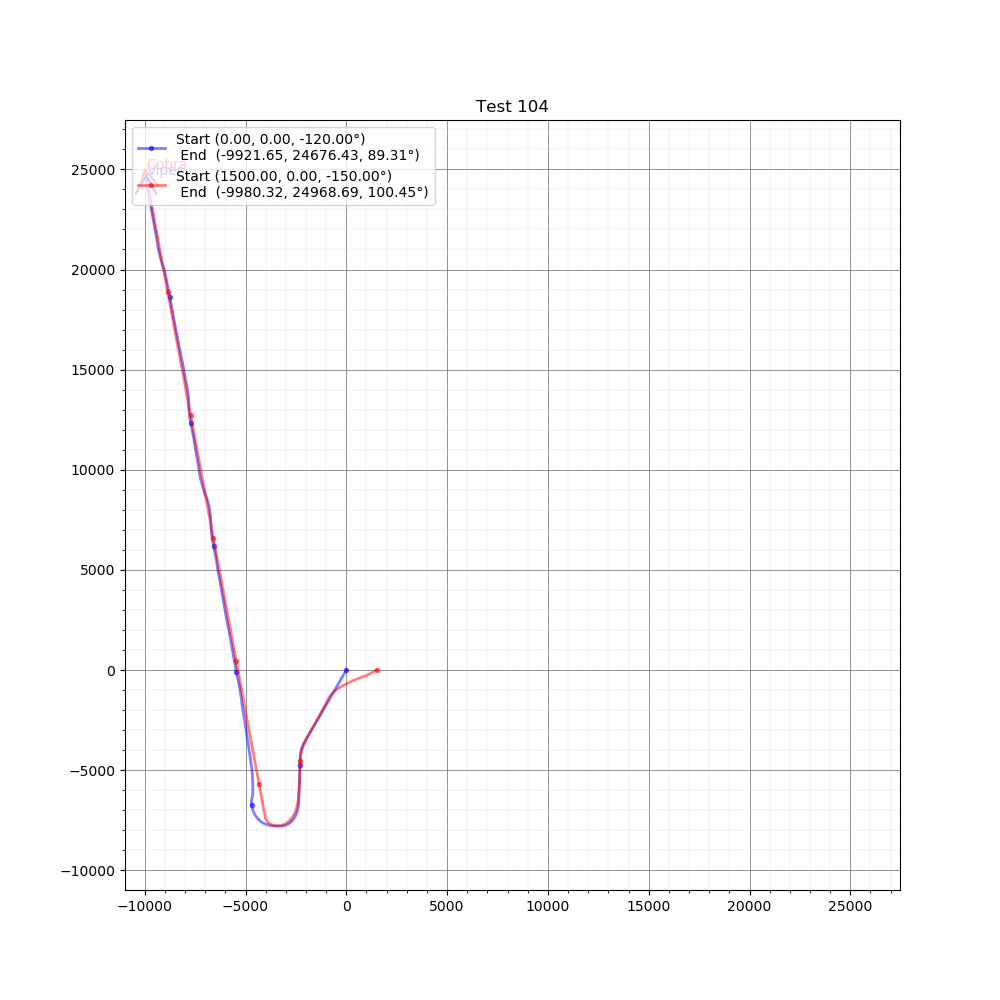 Test 104
Start (0.00, 0.00, -120.00°)
End (-9921.65, 24676.43, 89.31°)
Start (1500.00, 0.00, -150.00°)
End (-9980.32, 24968.69, 100.45°)
Cobra
Viper
25000
20000
15000
10000
5000
0
−5000
−10000
−10000 −5000 0 5000 10000 15000 20000 25000